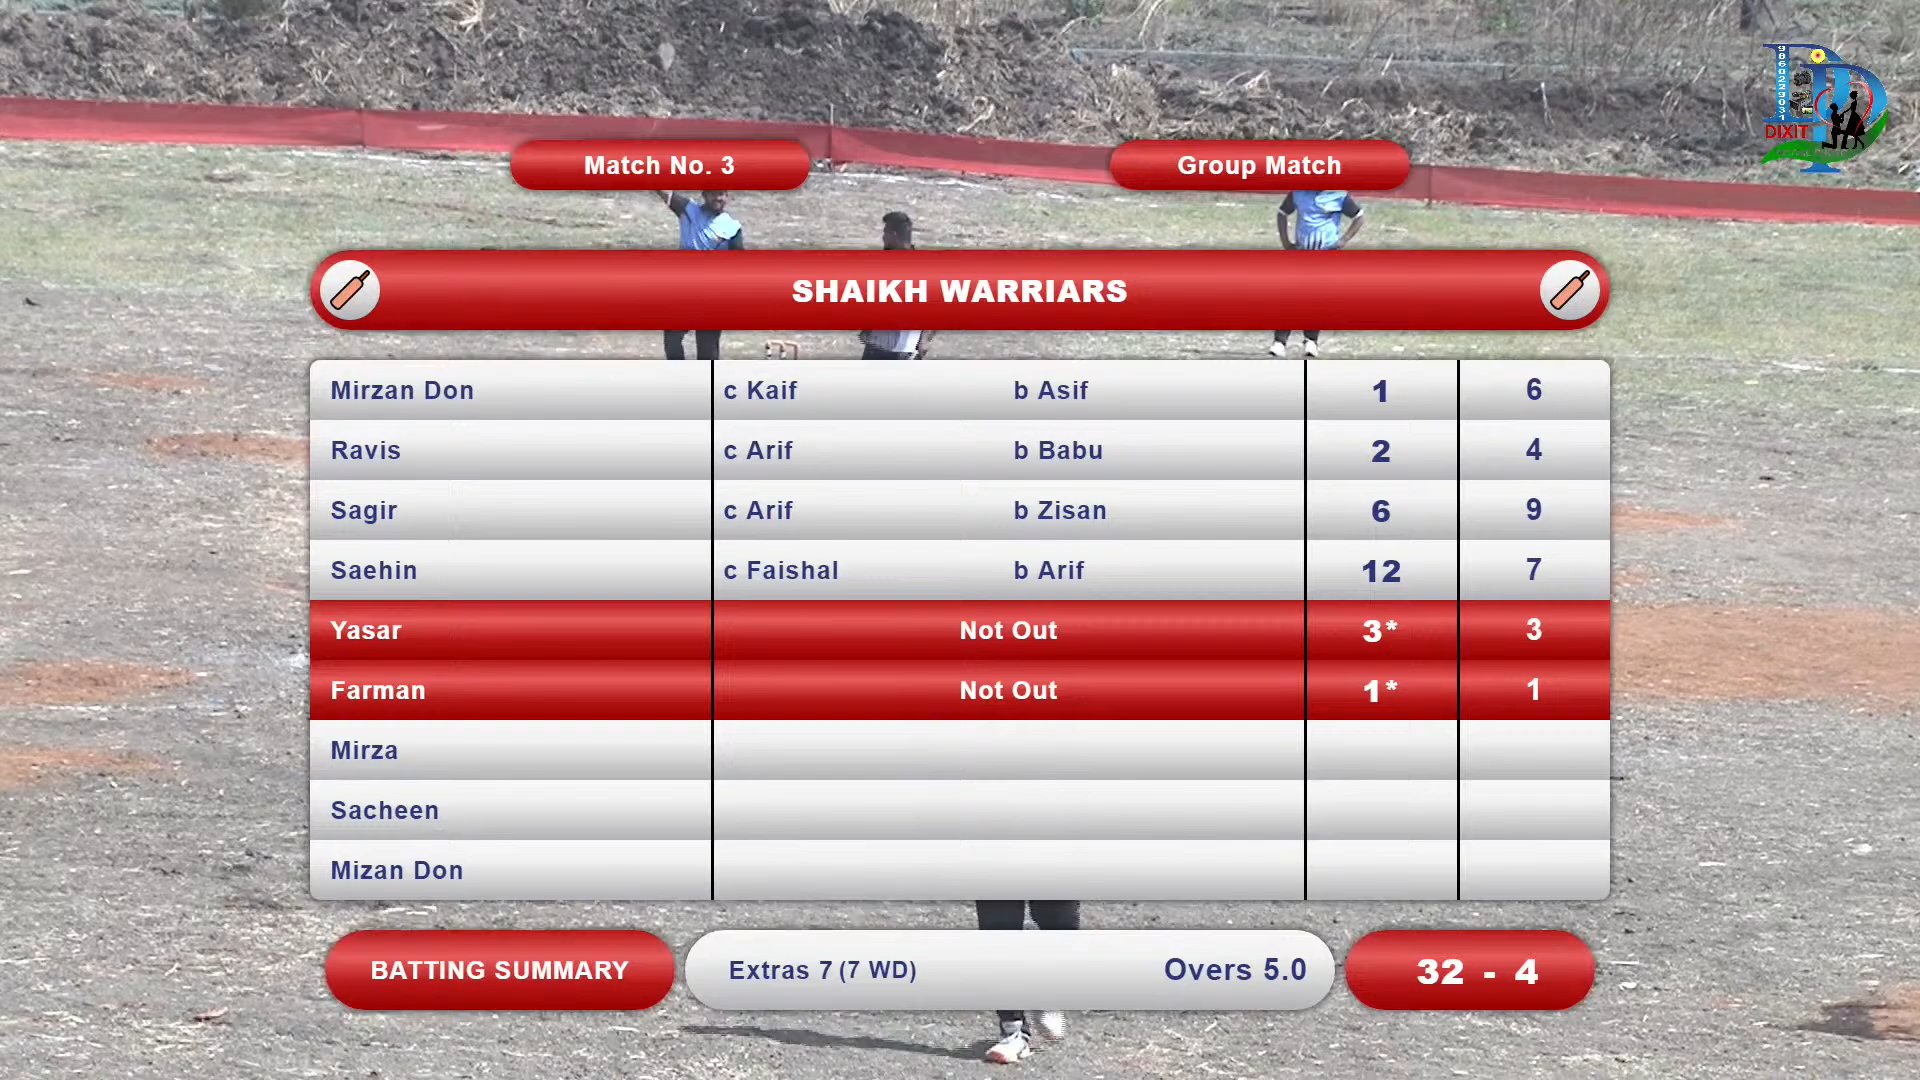 9860229031
DIXIT
Match No. 3 Group Match
SHAIKH WARRIARS
Mirzan Don c Kaif b Asif 1 6
Ravis c Arif b Babu 2 4
Sagir c Arif b Zisan 6 9
Saehin c Faishal b Arif 12 7
Yasar Not Out 3* 3
Farman Not Out 1* 1
Mirza
Sacheen
Mizan Don
BATTING SUMMARY Extras 7 (7 WD) Overs 5.0 32 - 4